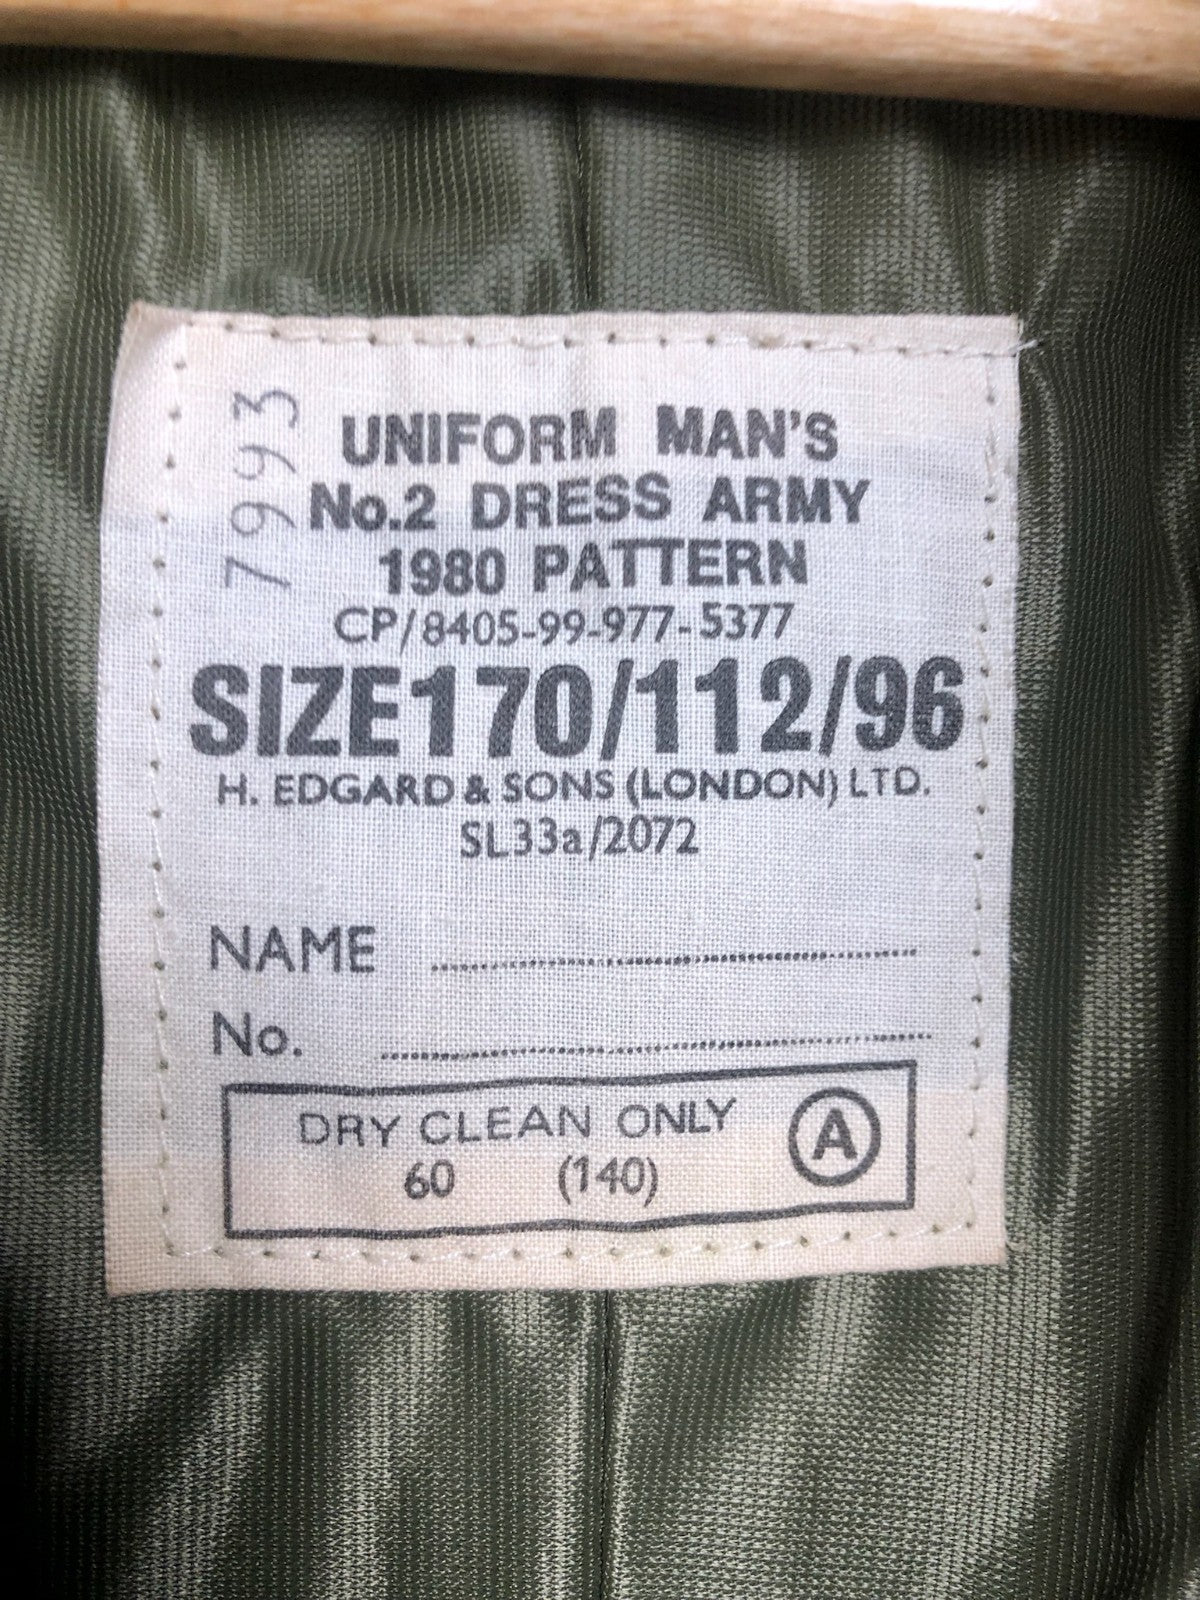 7993
UNIFORM MAN'S
No.2 DRESS ARMY
1980 PATTERN
CP/8405-99-977-5377
SIZE170/112/96
H. EDGARD & SONS (LONDON) LTD.
SL33a/2072
NAME ..............................
No. ..............................
DRY CLEAN ONLY
60 (140)
A